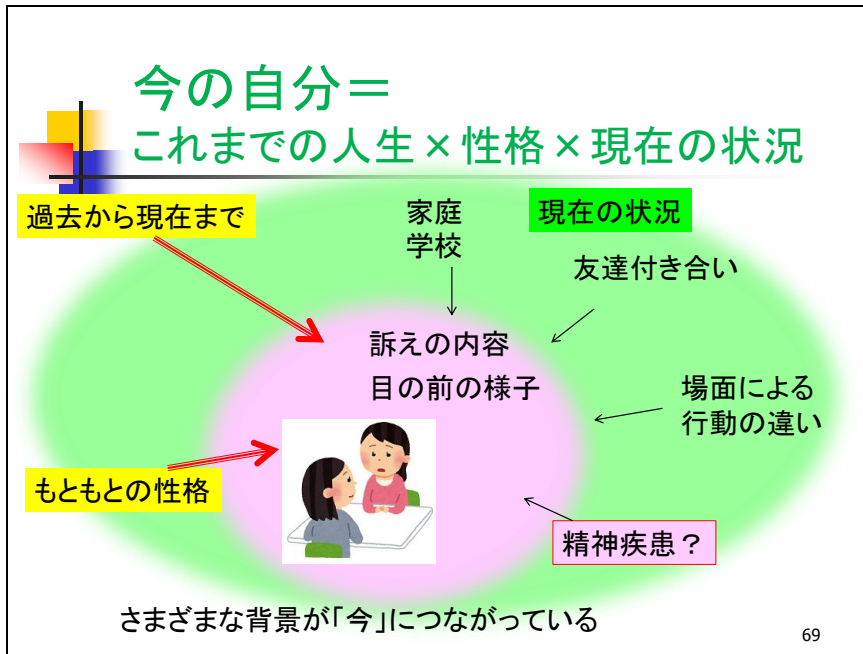 今の自分＝
これまでの人生×性格×現在の状況
過去から現在まで
家庭
学校
現在の状況
友達付き合い
訴えの内容
目の前の様子
場面による
行動の違い
もともとの性格
精神疾患？
さまざまな背景が「今」につながっている
69